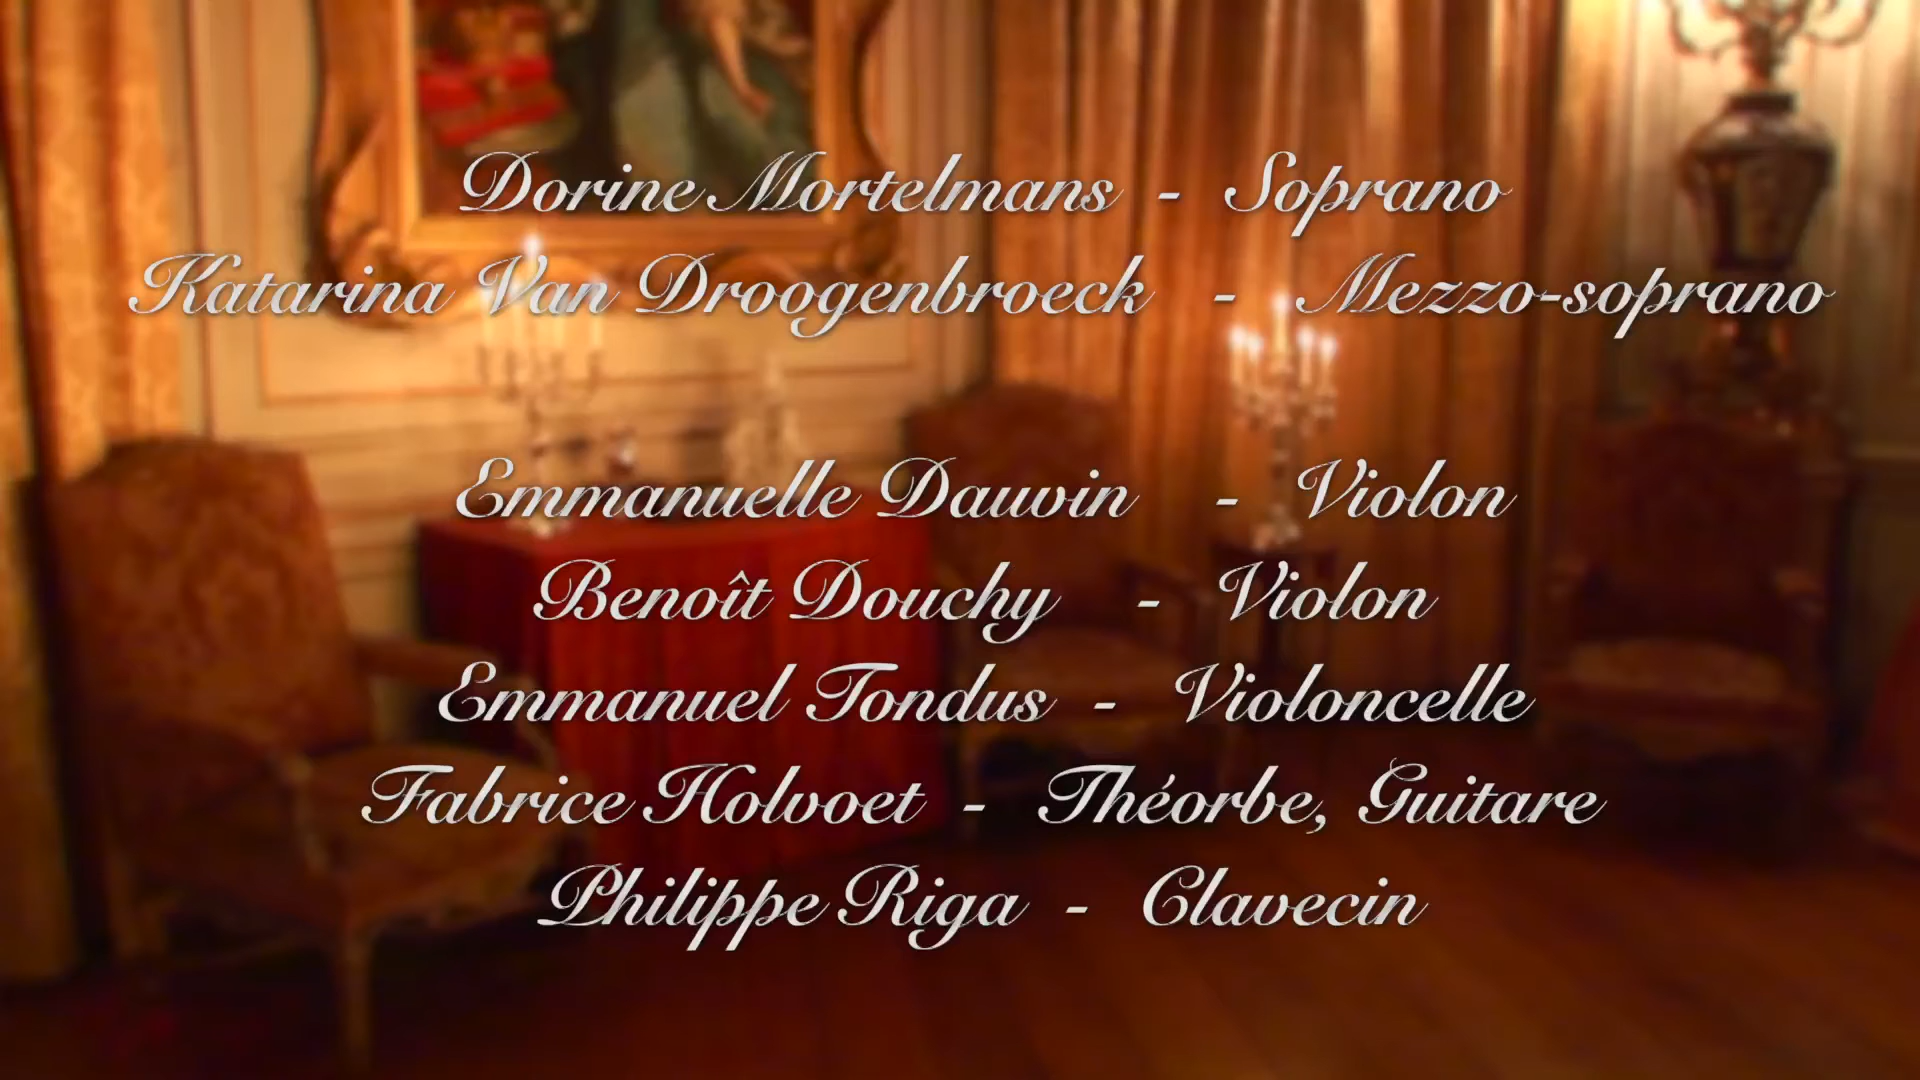 Dorine Mortelmans - Soprano
Katarina Van Droogenbroeck - Mezzo-soprano
Emmanuelle Dauvin - Violon
Benoît Douchy - Violon
Emmanuel Tondus - Violoncelle
Fabrice Holvoet - Théorbe, Guitare
Philippe Riga - Clavecin